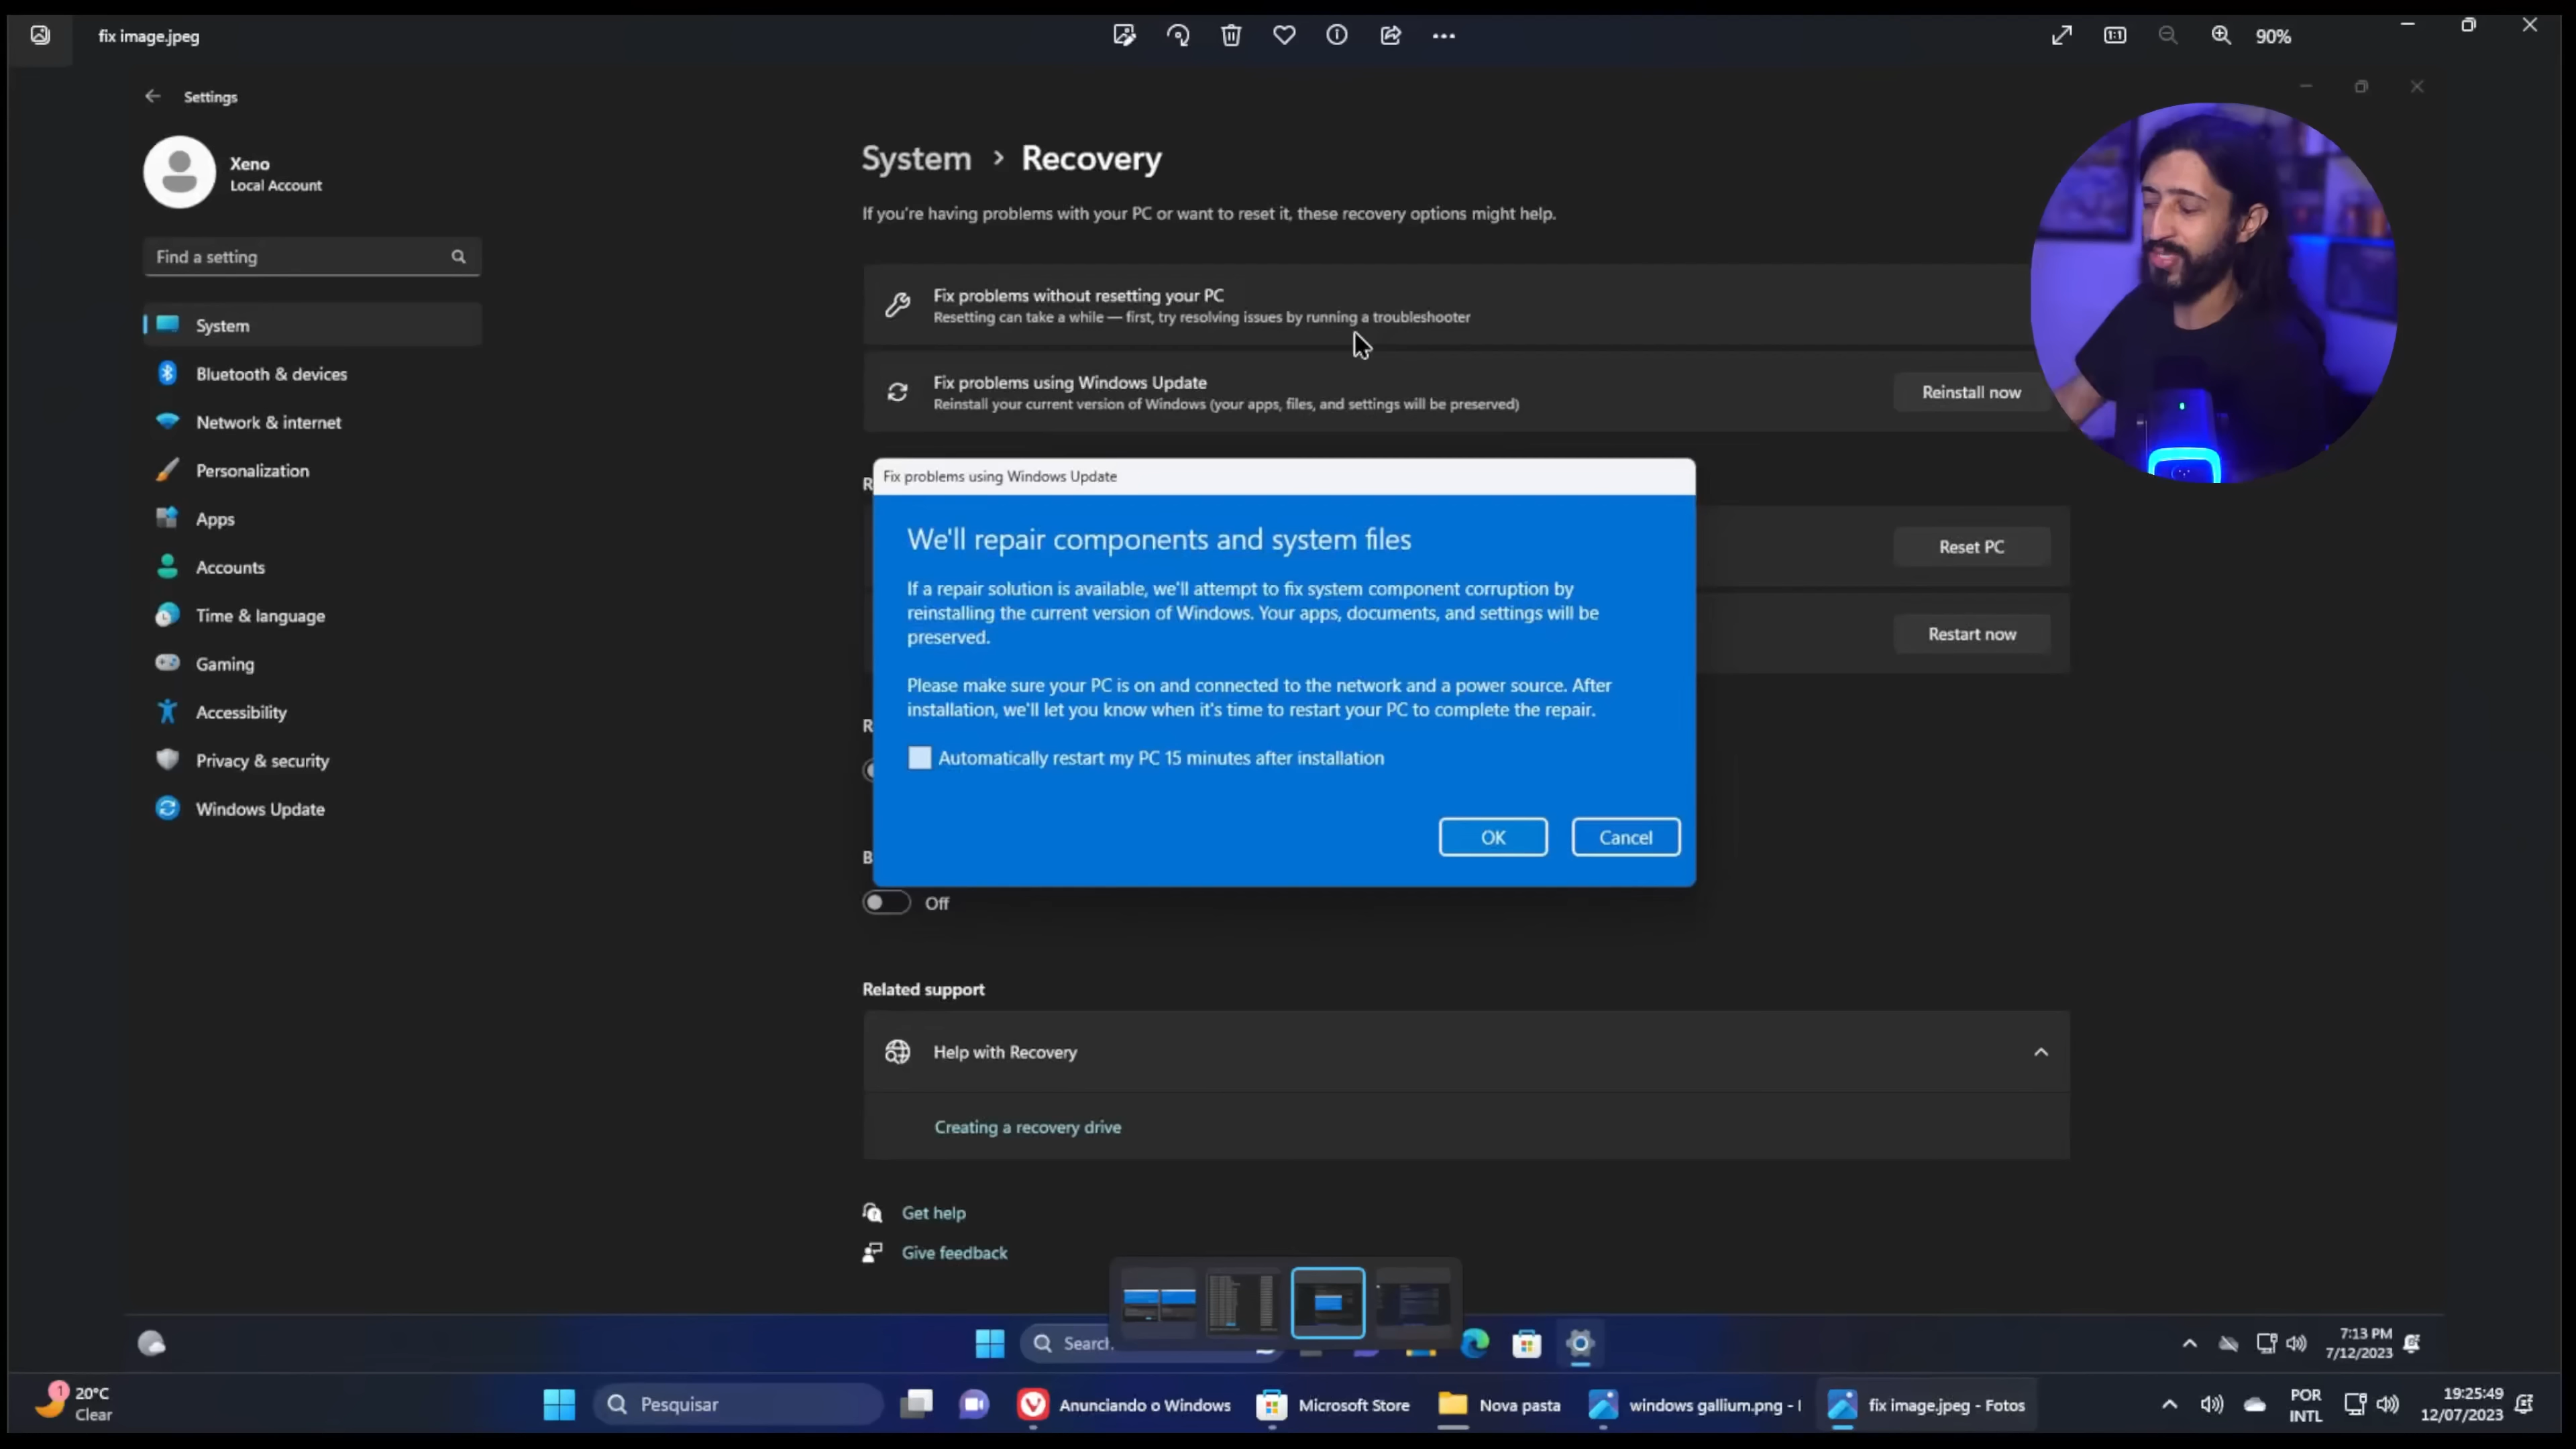 fix image.jpeg
90%
Settings
Xeno
Local Account
Find a setting
System
Bluetooth & devices
Network & internet
Personalization
Apps
Accounts
Time & language
Gaming
Accessibility
Privacy & security
Windows Update
System > Recovery
If you're having problems with your PC or want to reset it, these recovery options might help.
Fix problems without resetting your PC
Resetting can take a while — first, try resolving issues by running a troubleshooter
Fix problems using Windows Update
Reinstall your current version of Windows (your apps, files, and settings will be preserved)
Reinstall now
R
Fix problems using Windows Update
We'll repair components and system files
If a repair solution is available, we'll attempt to fix system component corruption by
reinstalling the current version of Windows. Your apps, documents, and settings will be
preserved.
Please make sure your PC is on and connected to the network and a power source. After
installation, we'll let you know when it's time to restart your PC to complete the repair.
Automatically restart my PC 15 minutes after installation
OK
Cancel
Reset PC
Restart now
R
B
Off
Related support
Help with Recovery
Creating a recovery drive
Get help
Give feedback
Search
7:13 PM
7/12/2023
1
20°C
Clear
Pesquisar
Anunciando o Windows
Microsoft Store
Nova pasta
windows gallium.png - 
fix image.jpeg - Fotos
POR
INTL
19:25:49
12/07/2023